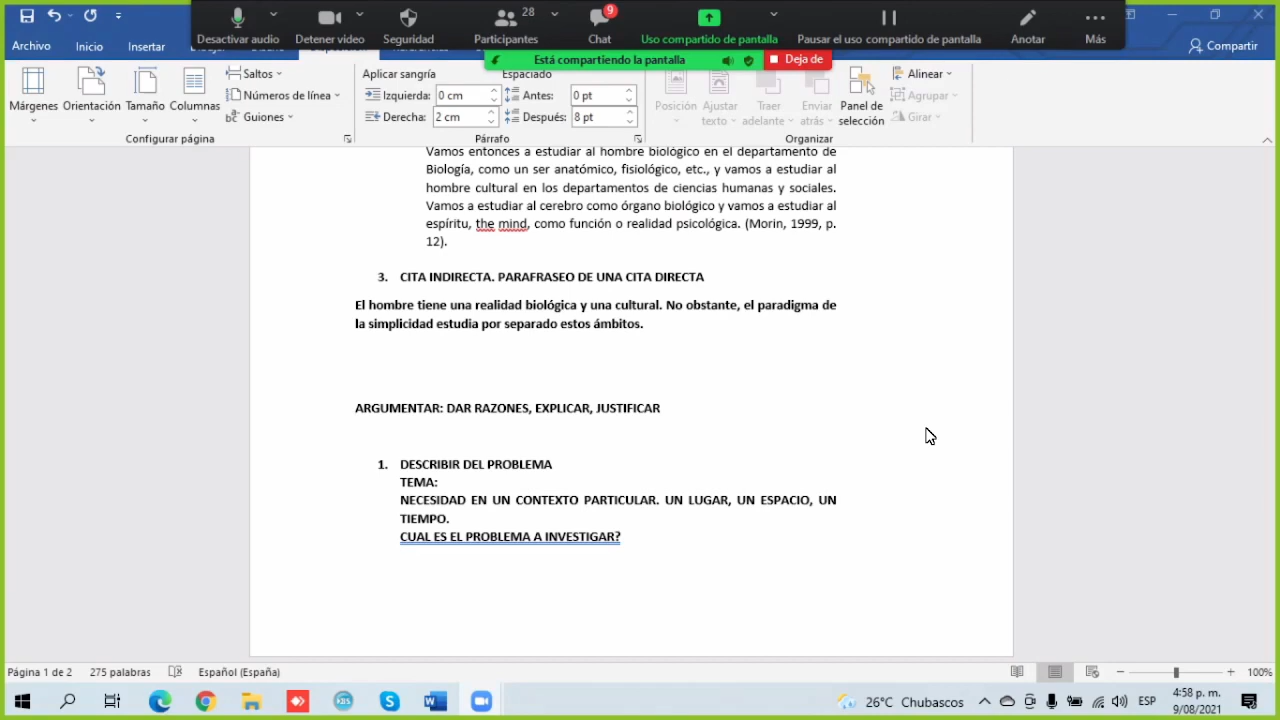 28
9
Desactivar audio
Detener video
Seguridad
Participantes
Chat
Uso compartido de pantalla
Pausar el uso compartido de pantalla
Anotar
Más
Archivo
Inicio
Insertar
Compartir
Está compartiendo la pantalla
Deja de
Márgenes
Orientación
Tamaño
Columnas
Saltos
Números de línea
Guiones
Configurar página
Aplicar sangría
Izquierda: 0 cm
Derecha: 2 cm
Espaciado
Antes: 0 pt
Después: 8 pt
Párrafo
Posición
Ajustar texto
Traer adelante
Enviar atrás
Panel de selección
Alinear
Agrupar
Girar
Organizar
Vamos entonces a estudiar al hombre biológico en el departamento de
Biología, como un ser anatómico, fisiológico, etc., y vamos a estudiar al
hombre cultural en los departamentos de ciencias humanas y sociales.
Vamos a estudiar al cerebro como órgano biológico y vamos a estudiar al
espíritu, the mind, como función o realidad psicológica. (Morin, 1999, p.
12).
3. CITA INDIRECTA. PARAFRASEO DE UNA CITA DIRECTA
El hombre tiene una realidad biológica y una cultural. No obstante, el paradigma de
la simplicidad estudia por separado estos ámbitos.
ARGUMENTAR: DAR RAZONES, EXPLICAR, JUSTIFICAR
1. DESCRIBIR DEL PROBLEMA
TEMA:
NECESIDAD EN UN CONTEXTO PARTICULAR. UN LUGAR, UN ESPACIO, UN
TIEMPO.
CUAL ES EL PROBLEMA A INVESTIGAR?
Página 1 de 2
275 palabras
Español (España)
100%
26°C Chubascos
ESP
4:58 p. m.
9/08/2021